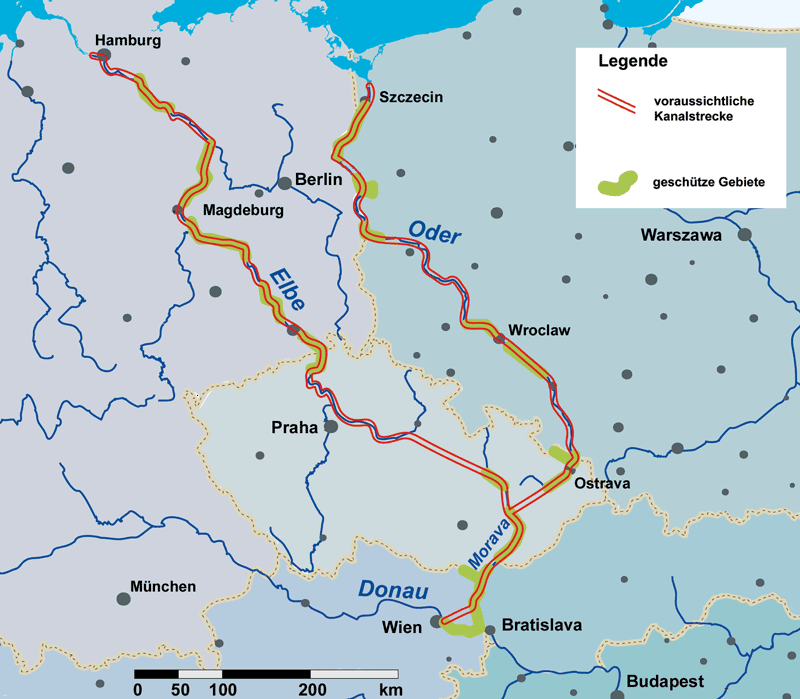 Hamburg
Legende
Szczecin
voraussichtliche
Kanalstrecke
Berlin
geschütze Gebiete
Magdeburg
Oder
Warszawa
Elbe
Wroclaw
Praha
Ostrava
Morava
München
Donau
Wien
Bratislava
Budapest
0 50 100 200 km